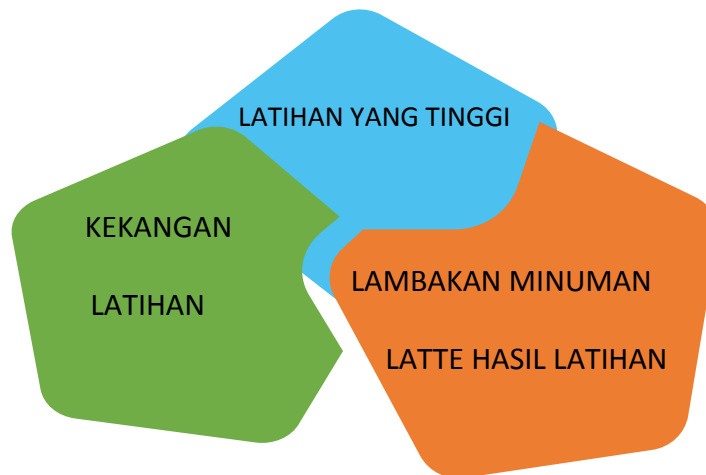 LATIHAN YANG TINGGI
KEKANGAN
LATIHAN
LAMBAKAN MINUMAN
LATTE HASIL LATIHAN